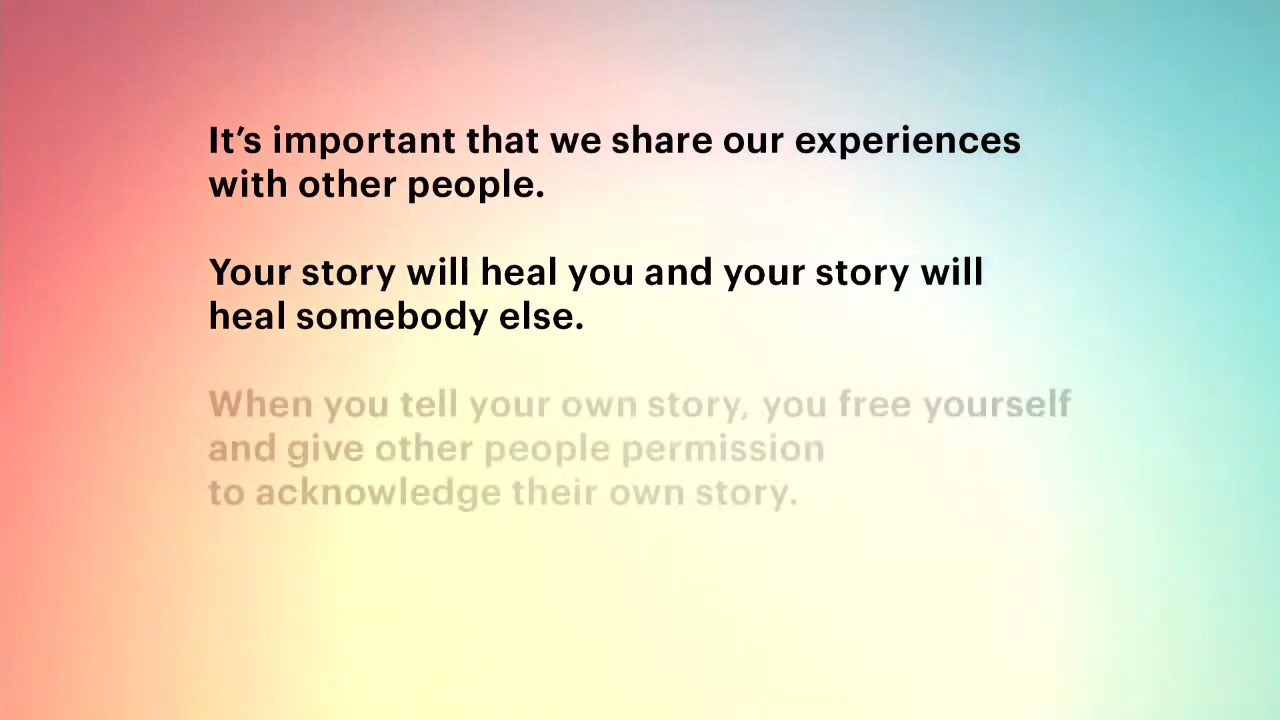 It’s important that we share our experiences
with other people.
Your story will heal you and your story will
heal somebody else.
When you tell your own story, you free yourself
and give other people permission
to acknowledge their own story.